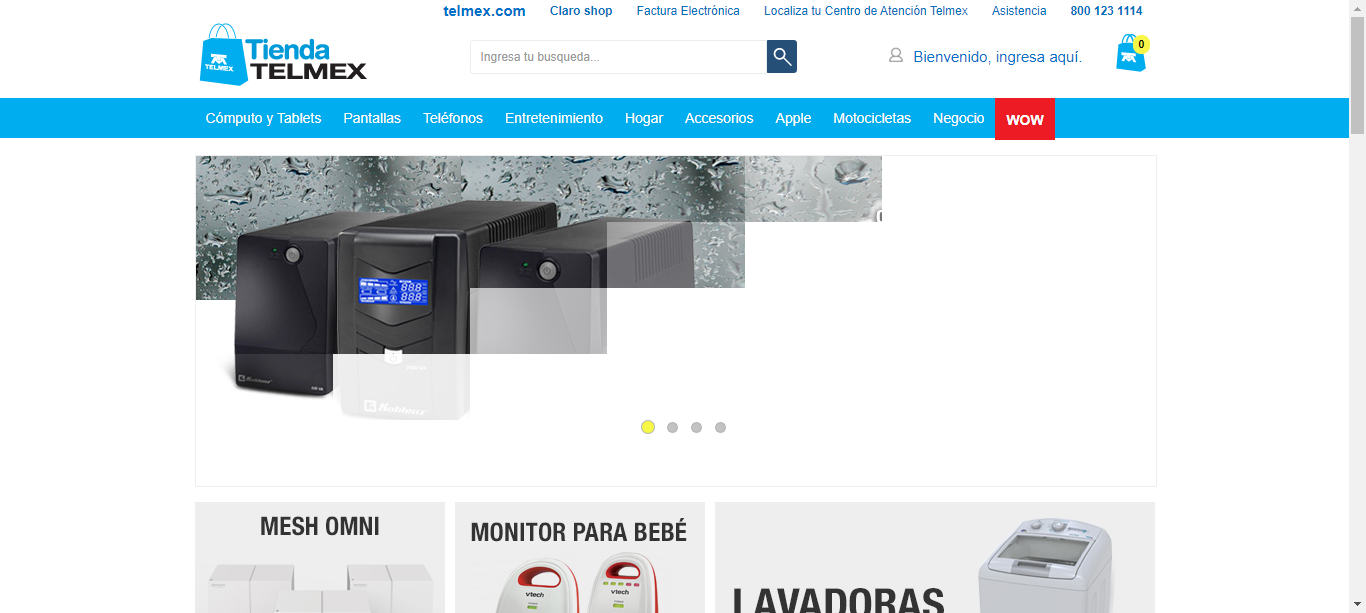 telmex.com Claro shop Factura Electrónica Localiza tu Centro de Atención Telmex Asistencia 800 123 1114
Tienda
TELMEX
TELMEX
Ingresa tu busqueda...
Bienvenido, ingresa aquí.
0
Cómputo y Tablets Pantallas Teléfonos Entretenimiento Hogar Accesorios Apple Motocicletas Negocio WOW
Koblenz
MESH OMNI
MONITOR PARA BEBÉ
vtech
vtech
LAVADORAS